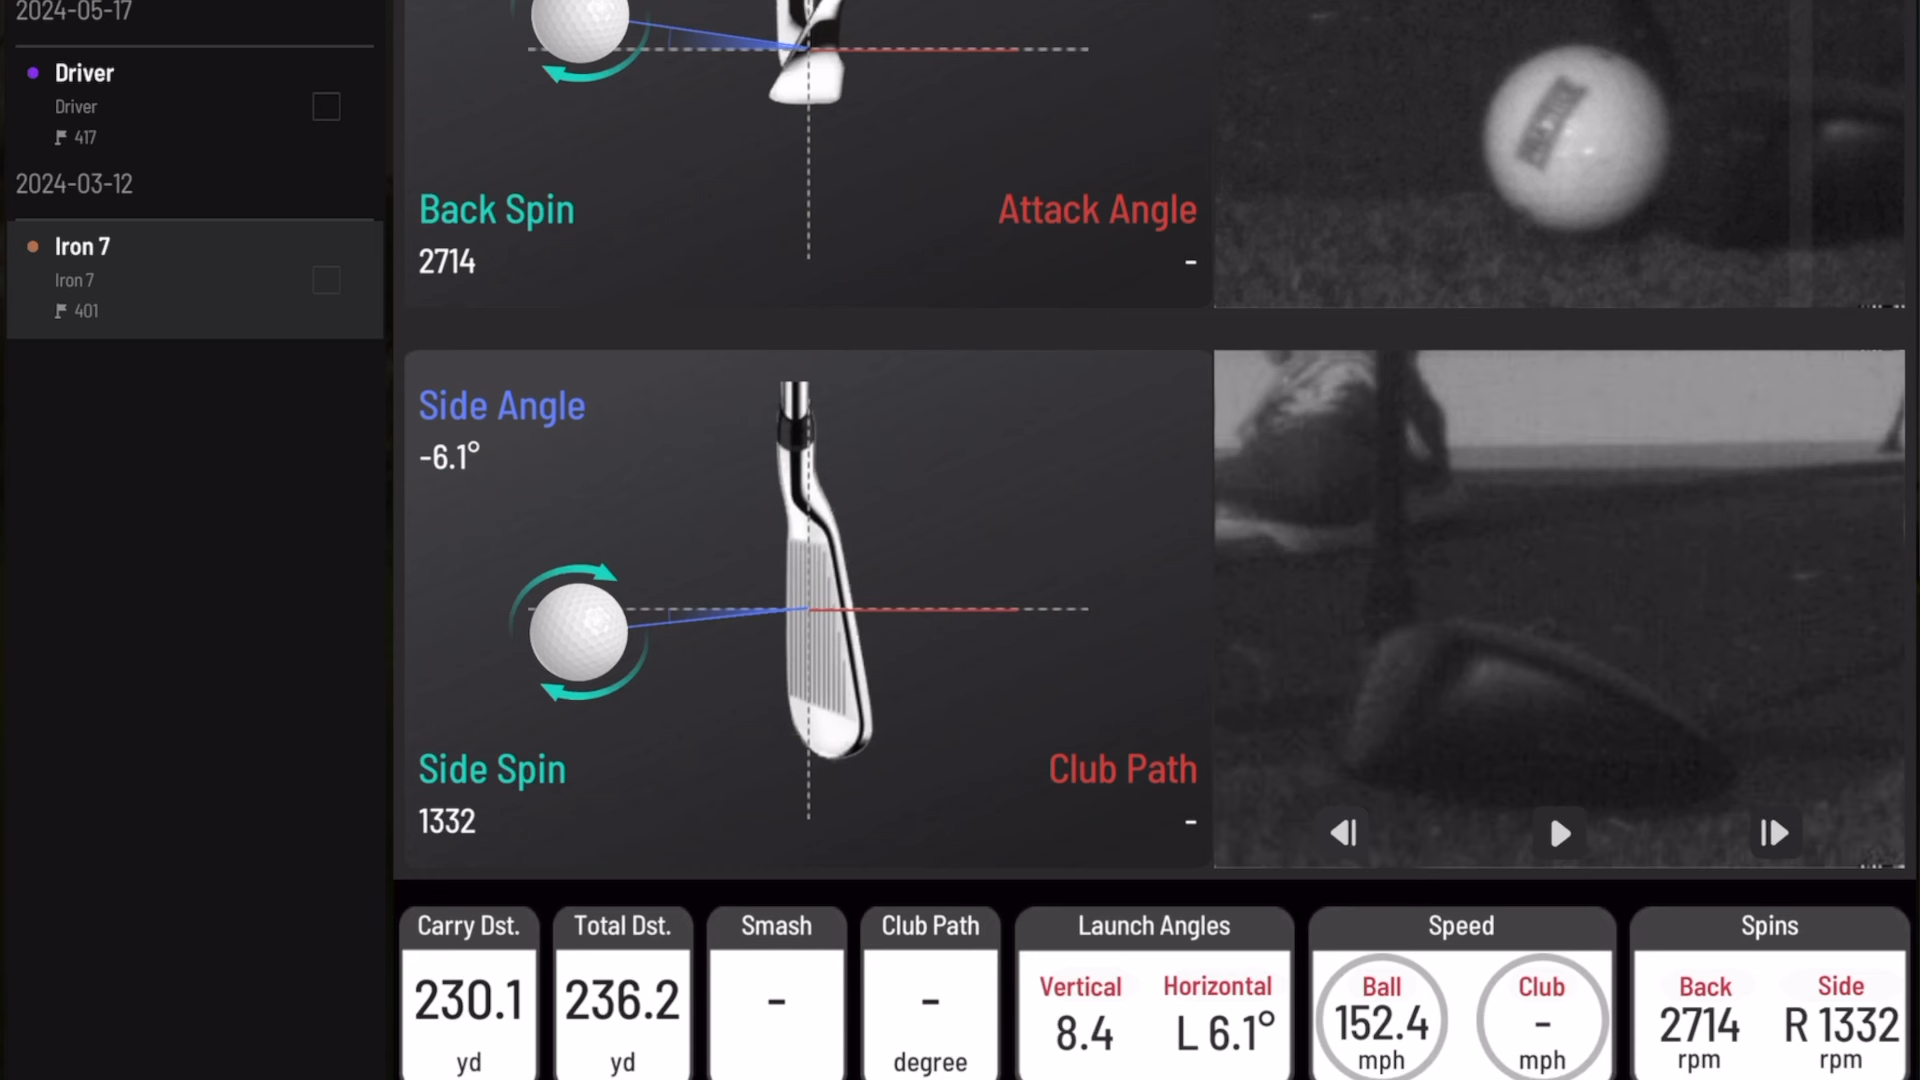 2024-05-17
Driver
Driver
417
2024-03-12
Iron 7
Iron 7
401
Back Spin
2714
Attack Angle
-
Side Angle
-6.1°
Side Spin
1332
Club Path
-
Carry Dst.
230.1
yd
Total Dst.
236.2
yd
Smash
-
Club Path
-
degree
Launch Angles
Vertical Horizontal
8.4 L 6.1°
Speed
Ball Club
152.4 -
mph mph
Spins
Back Side
2714 R 1332
rpm rpm